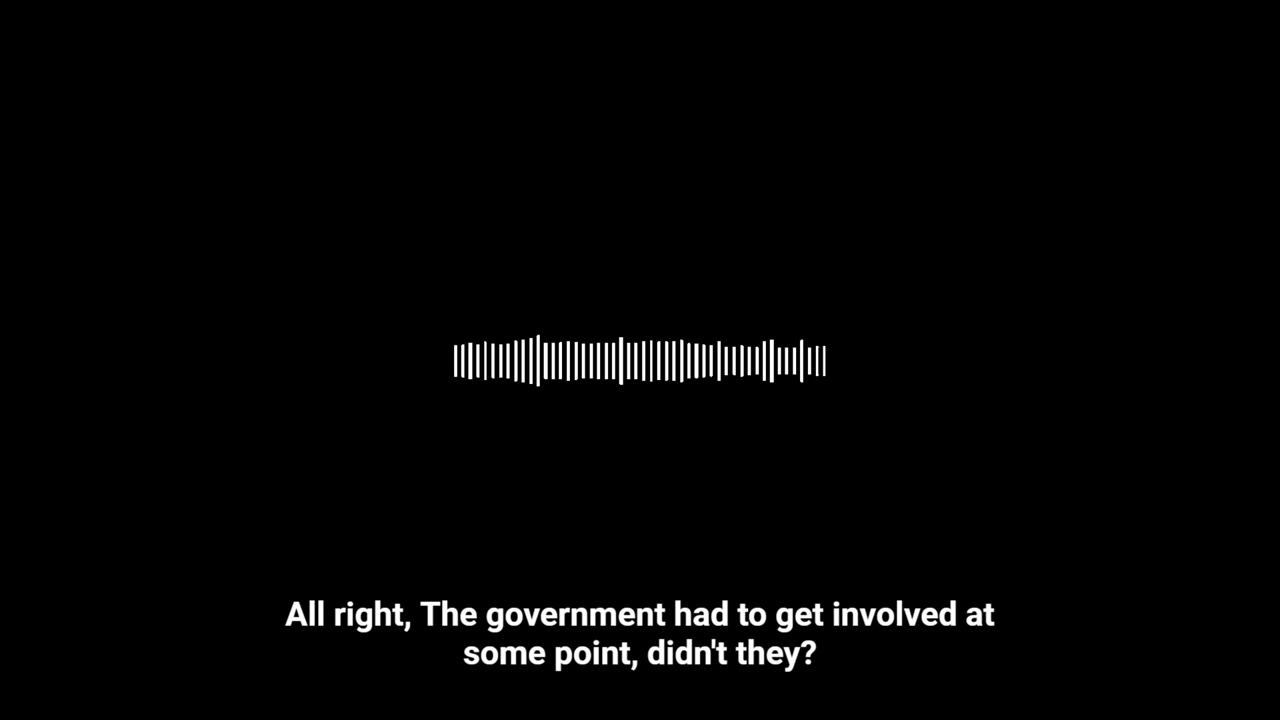 All right, The government had to get involved at
some point, didn't they?